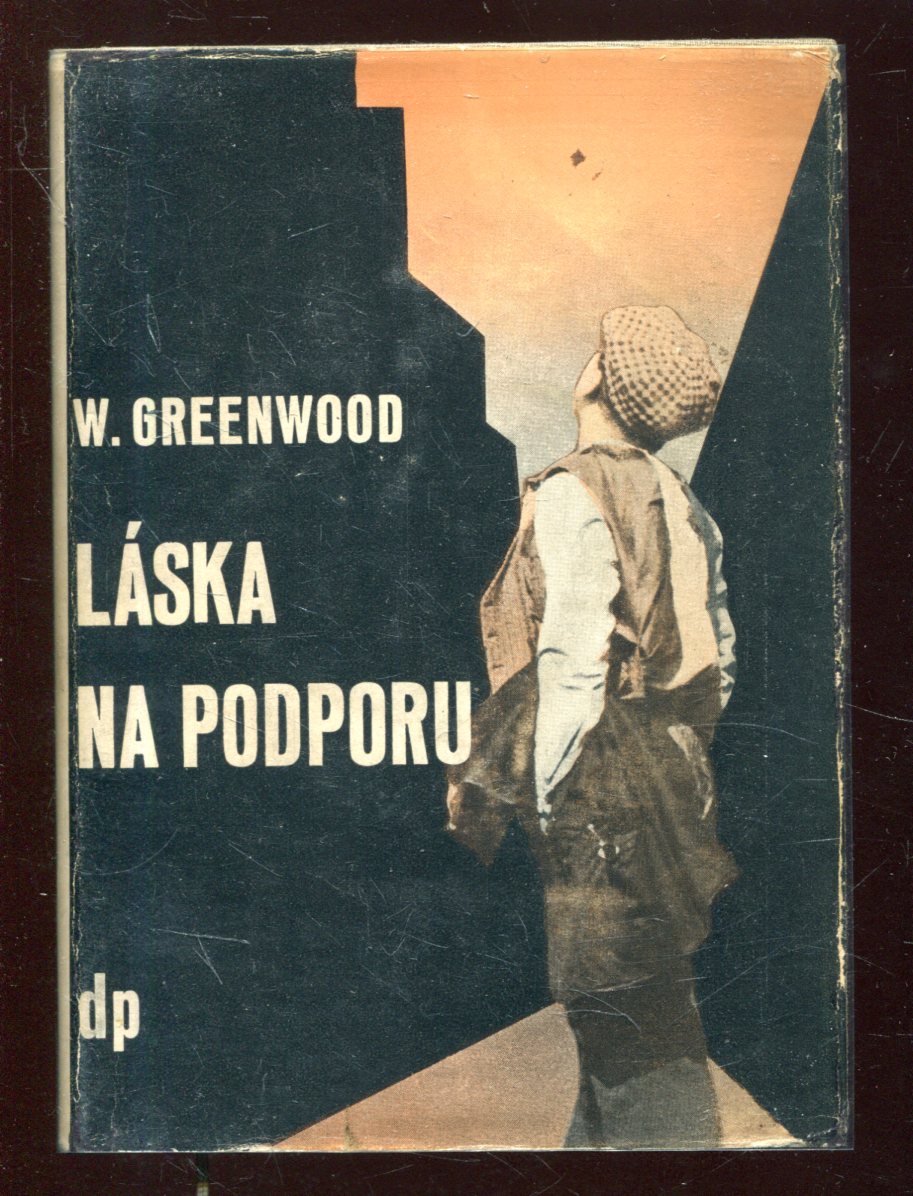 W. GREENWOOD
LÁSKA
NA PODPORU
dp